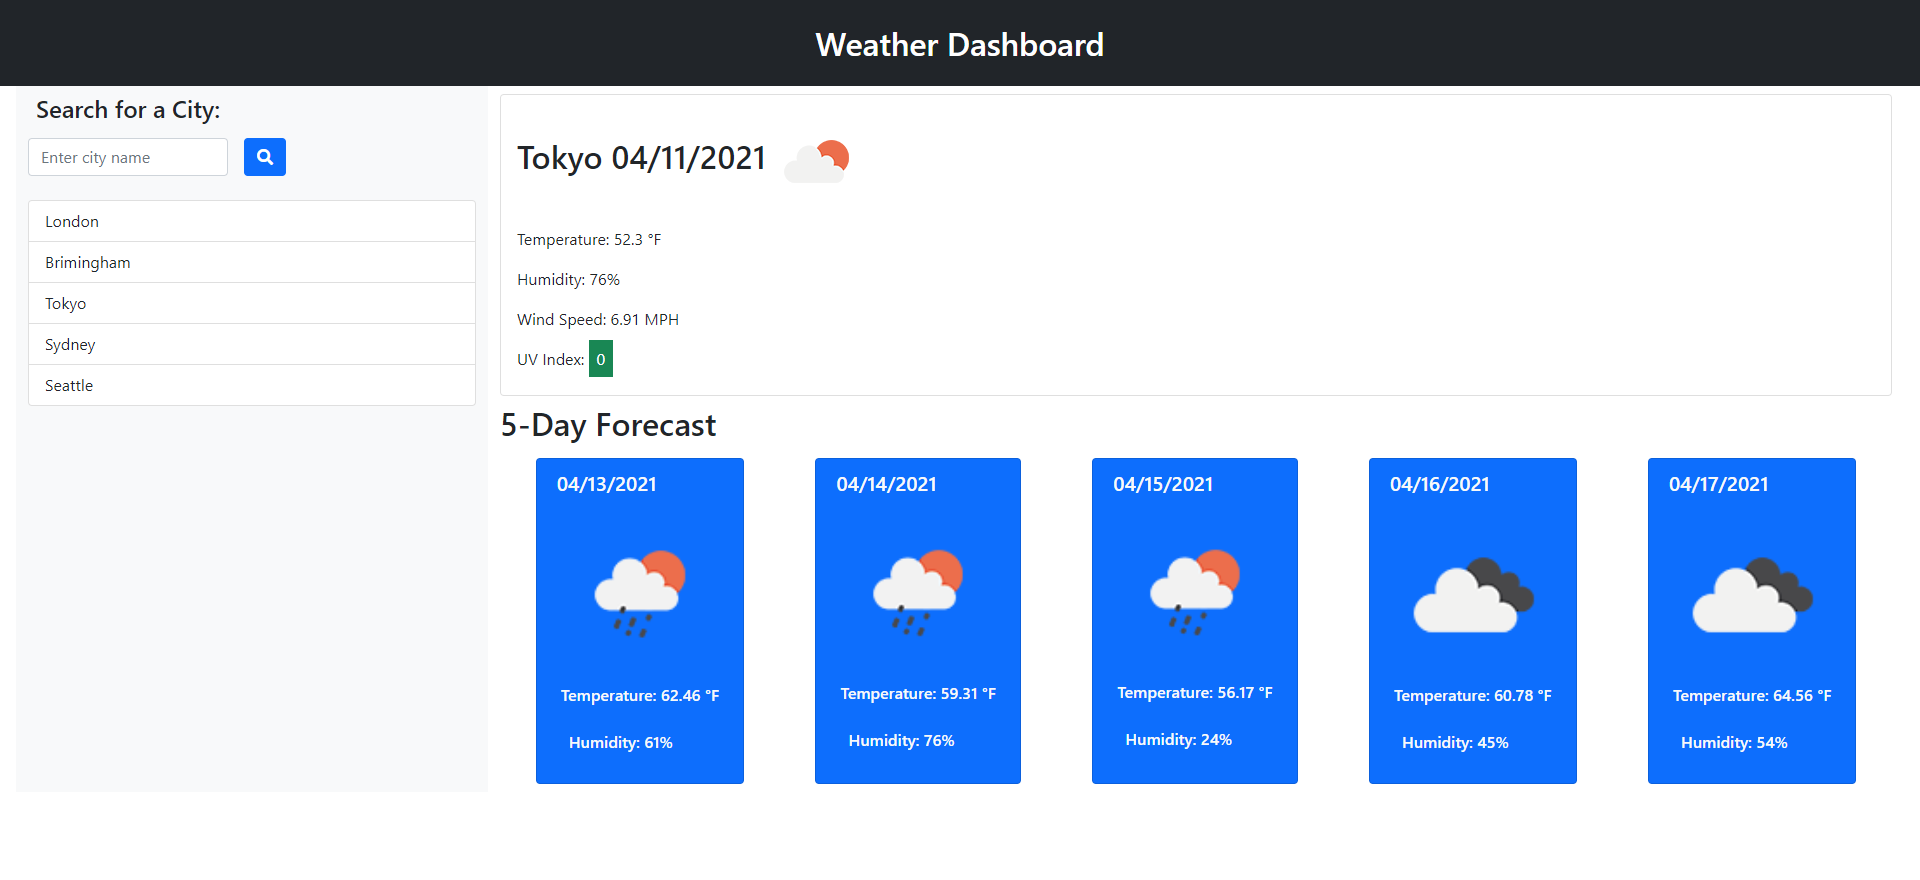 Weather Dashboard
Search for a City:
Enter city name
London
Brimingham
Tokyo
Sydney
Seattle
Tokyo 04/11/2021
Temperature: 52.3 °F
Humidity: 76%
Wind Speed: 6.91 MPH
UV Index: 0
5-Day Forecast
04/13/2021
Temperature: 62.46 °F
Humidity: 61%
04/14/2021
Temperature: 59.31 °F
Humidity: 76%
04/15/2021
Temperature: 56.17 °F
Humidity: 24%
04/16/2021
Temperature: 60.78 °F
Humidity: 45%
04/17/2021
Temperature: 64.56 °F
Humidity: 54%